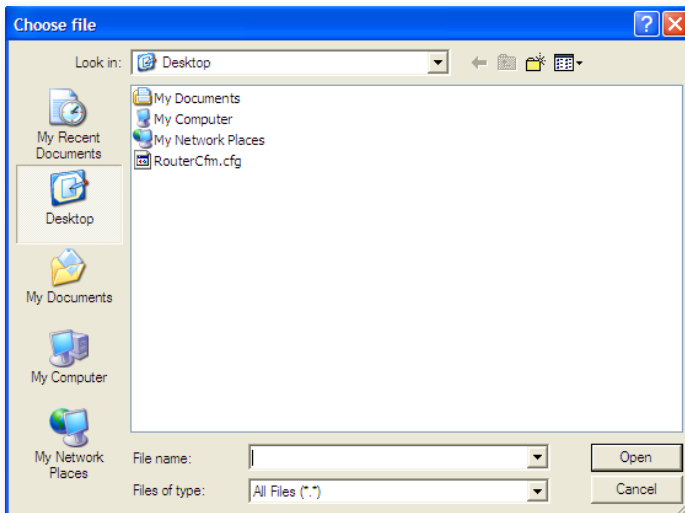 Choose file
Look in: Desktop
My Recent
Documents
Desktop
My Documents
My Computer
My Network
Places
My Documents
My Computer
My Network Places
RouterCfm.cfg
File name: Open
Files of type: All Files (*.*) Cancel